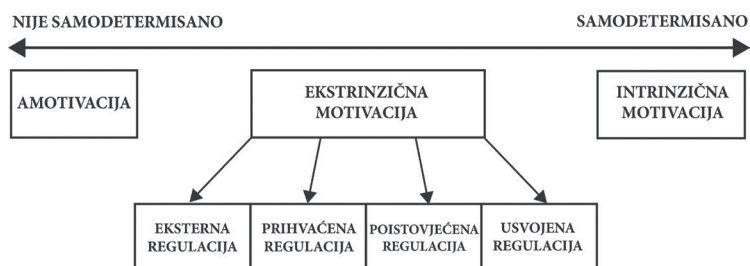 NIJE SAMODETERMISANO
SAMODETERMISANO
AMOTIVACIJA
EKSTRINZIČNA
MOTIVACIJA
INTRINZIČNA
MOTIVACIJA
EKSTERNA
REGULACIJA
PRIHVAĆENA
REGULACIJA
POISTOVJEĆENA
REGULACIJA
USVOJENA
REGULACIJA